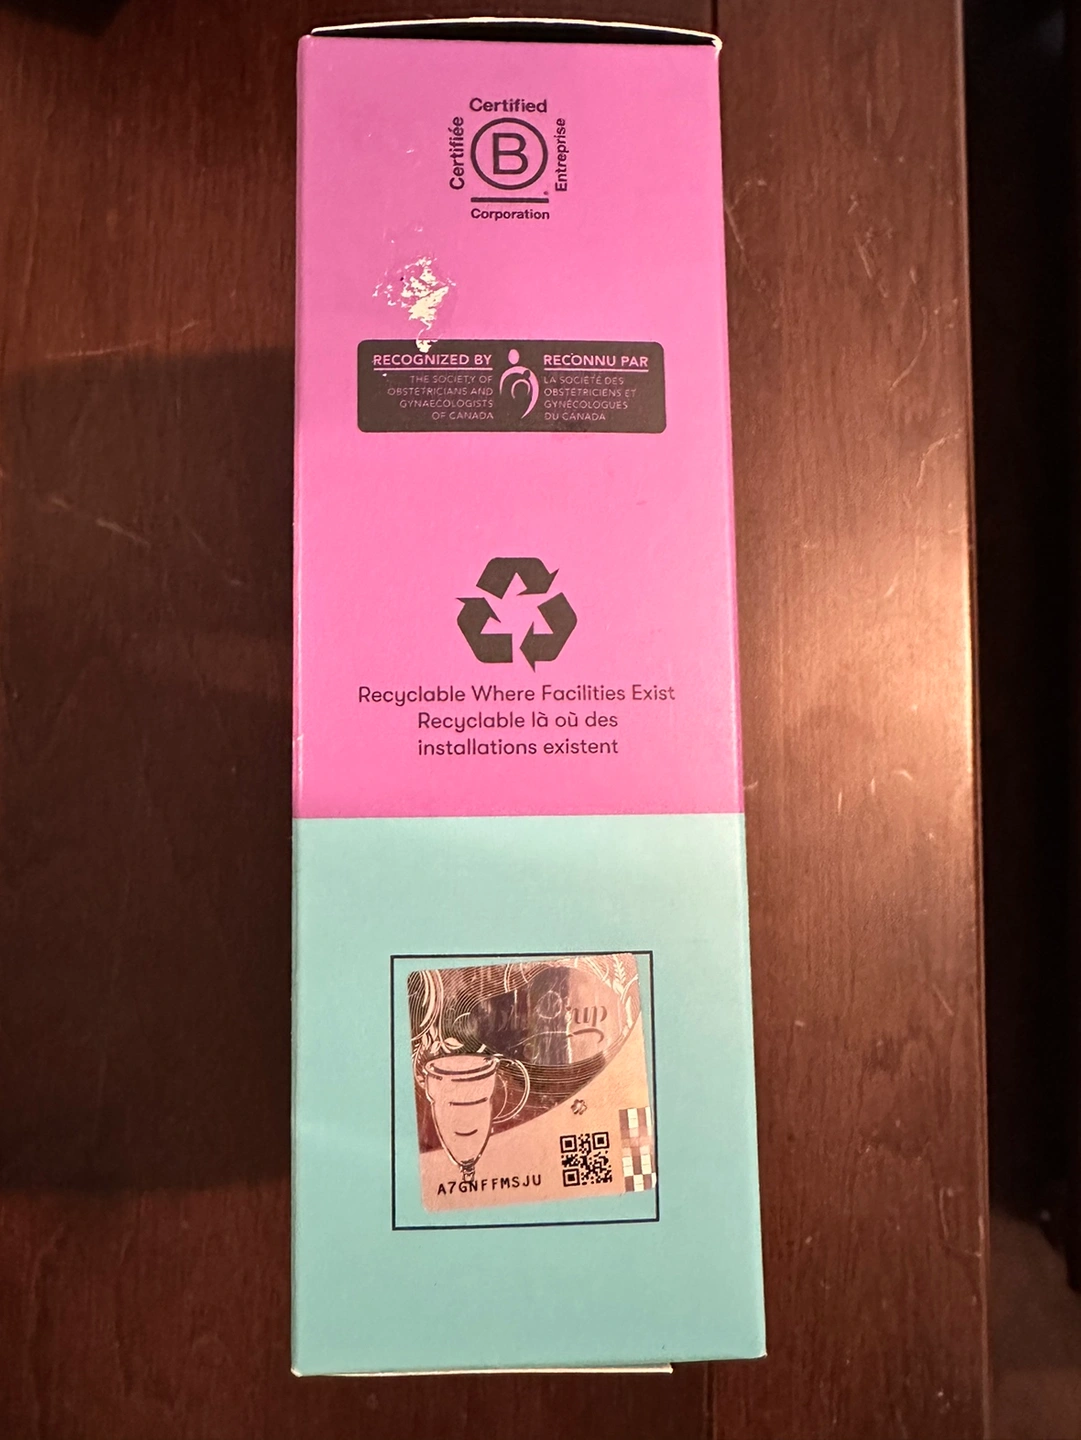 Certified
Certifiée
B
Entreprise
®
Corporation
RECOGNIZED BY
THE SOCIETY OF
OBSTETRICIANS AND
GYNAECOLOGISTS
OF CANADA
RECONNU PAR
LA SOCIÉTÉ DES
OBSTÉTRICIENS ET
GYNÉCOLOGUES
DU CANADA
Recyclable Where Facilities Exist
Recyclable là où des
installations existent
A7GNFFMSJU